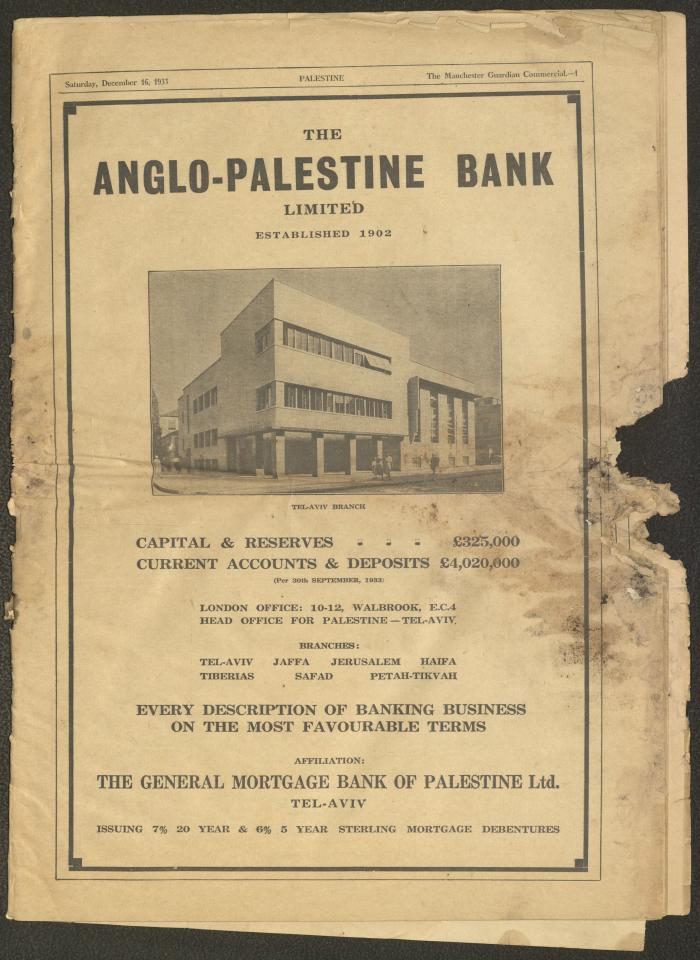 Saturday, December 16, 1933 PALESTINE The Manchester Guardian Commercial.—1
THE
ANGLO-PALESTINE BANK
LIMITED
ESTABLISHED 1902
TEL-AVIV BRANCH
CAPITAL & RESERVES - - - £325,000
CURRENT ACCOUNTS & DEPOSITS £4,020,000
(Per 30th SEPTEMBER, 1933)
LONDON OFFICE: 10-12, WALBROOK, E.C.4
HEAD OFFICE FOR PALESTINE — TEL-AVIV.
BRANCHES:
TEL-AVIV JAFFA JERUSALEM HAIFA
TIBERIAS SAFAD PETAH-TIKVAH
EVERY DESCRIPTION OF BANKING BUSINESS
ON THE MOST FAVOURABLE TERMS
AFFILIATION:
THE GENERAL MORTGAGE BANK OF PALESTINE Ltd.
TEL-AVIV
ISSUING 7% 20 YEAR & 6% 5 YEAR STERLING MORTGAGE DEBENTURES